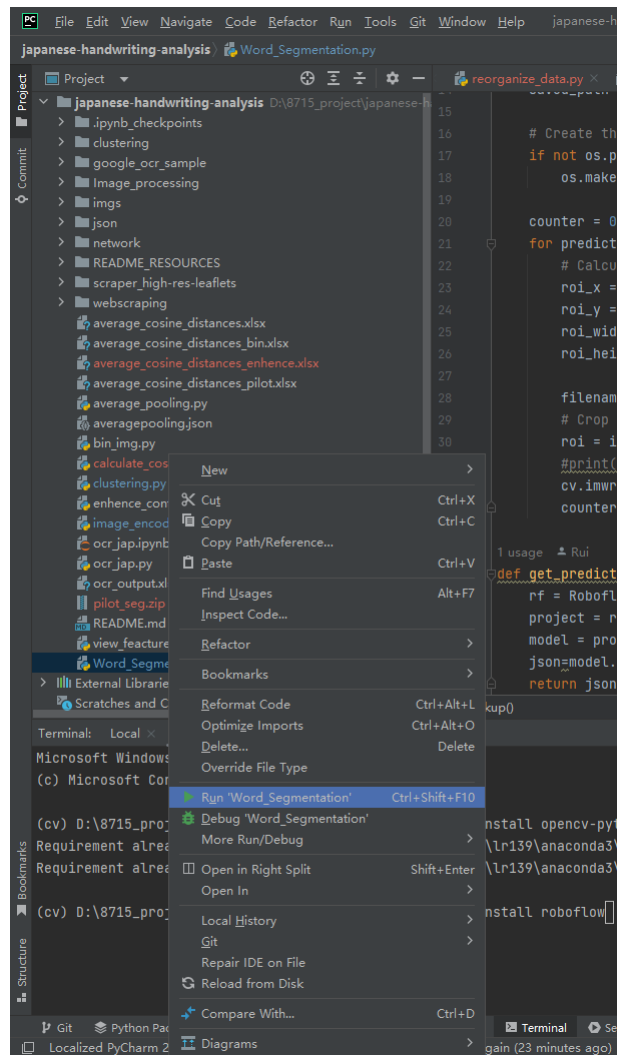 PC File Edit View Navigate Code Refactor Run Tools Git Window Help japanese-h
japanese-handwriting-analysis Word_Segmentation.py
Project
Project
reorganize_data.py
japanese-handwriting-analysis D:\8715_project\japanese-h
15
.ipynb_checkpoints
16 # Create th
clustering
17 if not os.p
google_ocr_sample
18 os.make
Image_processing
19
imgs
20 counter = 0
json
21 for predict
network
22 # Calcu
README_RESOURCES
23 roi_x =
scraper_high-res-leaflets
24 roi_y =
webscraping
25 roi_wid
average_cosine_distances.xlsx
26 roi_hei
average_cosine_distances_bin.xlsx
27
average_cosine_distances_enhence.xlsx
28 filenam
average_cosine_distances_pilot.xlsx
29 # Crop
average_pooling.py
30 roi = i
averagepooling.json
#print(
bin_img.py
cv.imwr
calculate_cos
counter
clustering.py
1 usage Rui
enhence_con
def get_predict
image_encod
rf = Robofl
ocr_jap.ipynb
project = r
ocr_jap.py
model = pro
ocr_output.xl
json=model.
pilot_seg.zip
return json
README.md
kup()
view_feacture
Word_Segme
External Librarie
Scratches and C
Commit
New
Cut Ctrl+X
Copy Ctrl+C
Copy Path/Reference...
Paste Ctrl+V
Find Usages Alt+F7
Inspect Code...
Refactor
Bookmarks
Reformat Code Ctrl+Alt+L
Optimize Imports Ctrl+Alt+O
Delete... Delete
Override File Type
Run 'Word_Segmentation' Ctrl+Shift+F10
Debug 'Word_Segmentation'
More Run/Debug
Open in Right Split Shift+Enter
Open In
Local History
Git
Repair IDE on File
Reload from Disk
Compare With... Ctrl+D
Diagrams
Terminal: Local
Microsoft Windows
(c) Microsoft Cor
(cv) D:\8715_proj nstall opencv-pyt
Requirement alrea \lr139\anaconda3\
Requirement alrea \lr139\anaconda3\
(cv) D:\8715_proj nstall roboflow
Bookmarks
Structure
Git Python Pac Terminal Se
Localized PyCharm 2 gain (23 minutes ago)